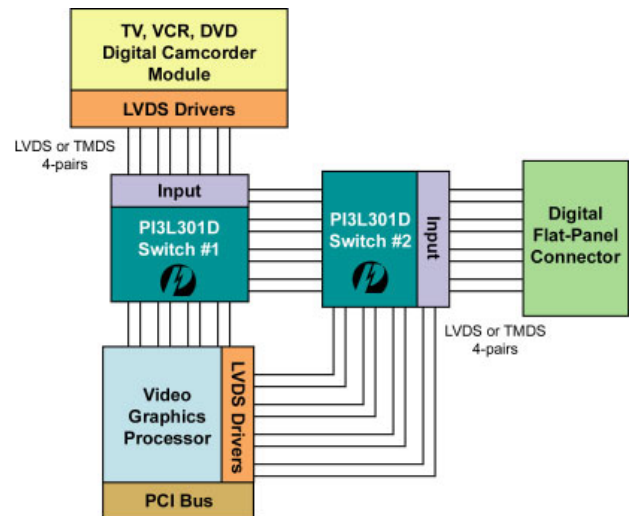 TV, VCR, DVD
Digital Camcorder
Module
LVDS Drivers
LVDS or TMDS
4-pairs
Input
PI3L301D
Switch #1
PI3L301D
Switch #2
Input
Digital
Flat-Panel
Connector
LVDS or TMDS
4-pairs
Video
Graphics
Processor
LVDS Drivers
PCI Bus